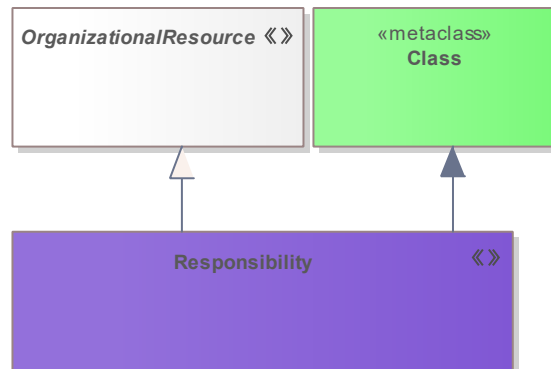 OrganizationalResource «»
«metaclass»
Class
Responsibility «»